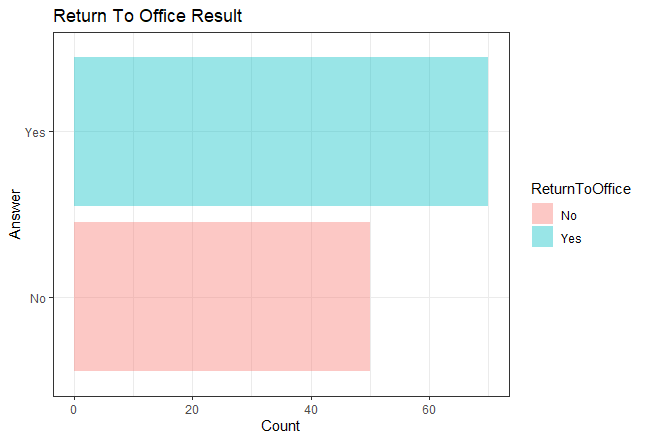 Return To Office Result
Yes
No
Answer
0 20 40 60
Count
ReturnToOffice
No
Yes